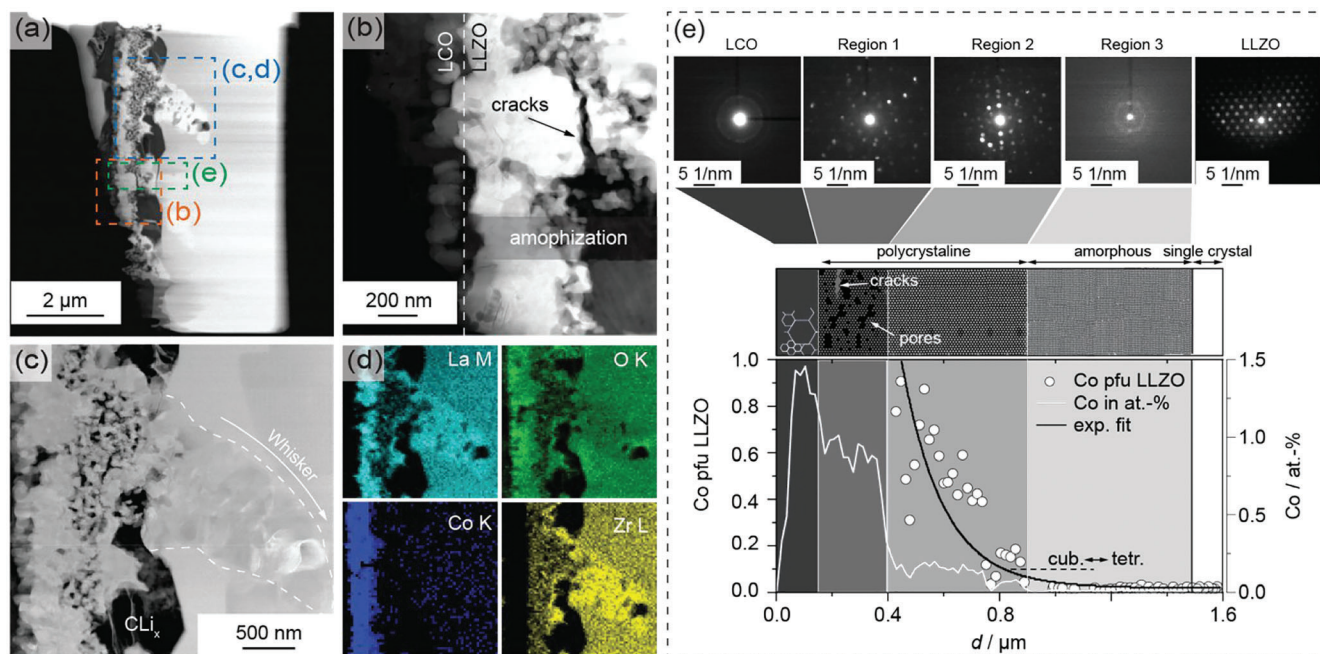 (a)
(c,d)
(e)
(b)
2 µm
(b)
LCO
LLZO
cracks
amophization
200 nm
(c)
Whisker
CLiₓ
500 nm
(d)
La M
O K
Co K
Zr L
(e)
LCO
Region 1
Region 2
Region 3
LLZO
5 1/nm
5 1/nm
5 1/nm
5 1/nm
5 1/nm
polycrystaline
amorphous
single crystal
cracks
pores
Co pfu LLZO
1.0
0.8
0.6
0.4
0.2
0.0
Co pfu LLZO
Co in at.-%
exp. fit
cub.
tetr.
1.5
1.0
0.5
0.0
Co / at.-%
0.0
0.4
0.8
1.2
1.6
d / µm